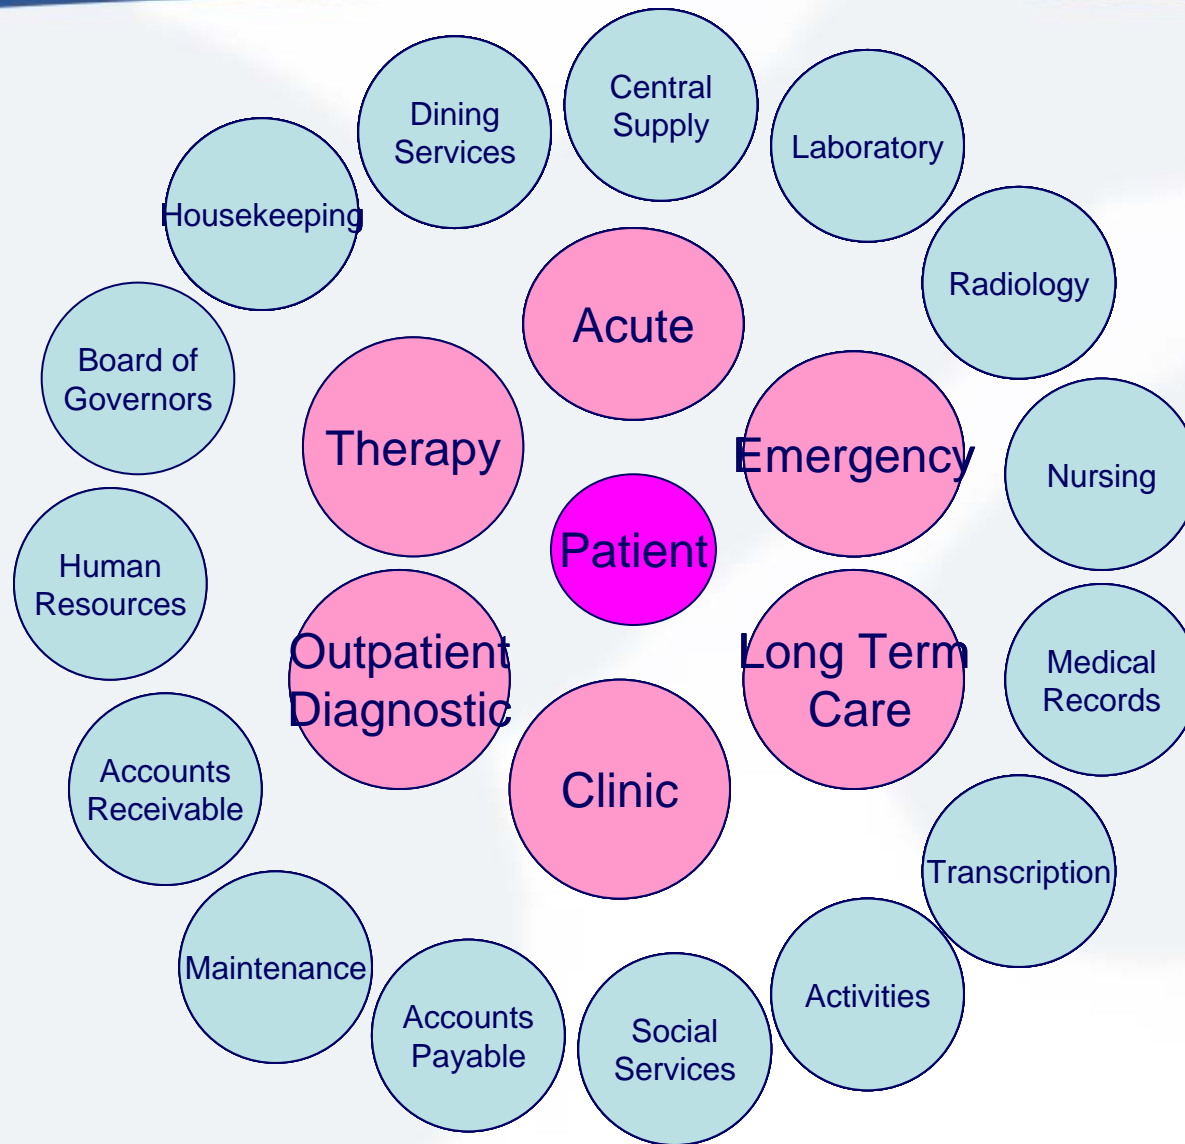 Central
Supply
Dining
Services
Laboratory
Housekeeping
Radiology
Acute
Board of
Governors
Therapy
Emergency
Nursing
Patient
Human
Resources
Outpatient
Diagnostic
Long Term
Care
Medical
Records
Accounts
Receivable
Clinic
Transcription
Maintenance
Activities
Accounts
Payable
Social
Services